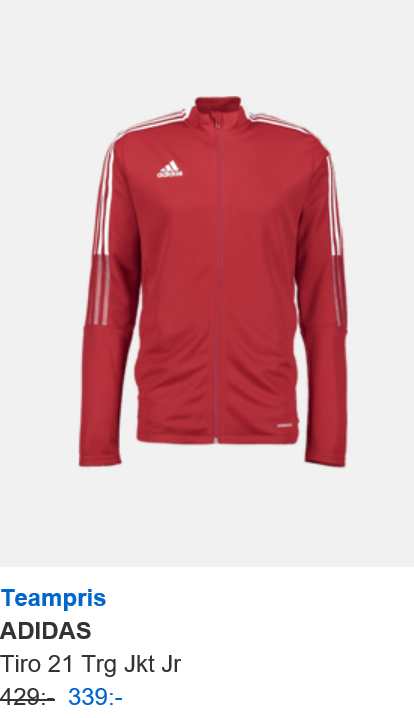 adidas
Teampris
ADIDAS
Tiro 21 Trg Jkt Jr
429:- 339:-